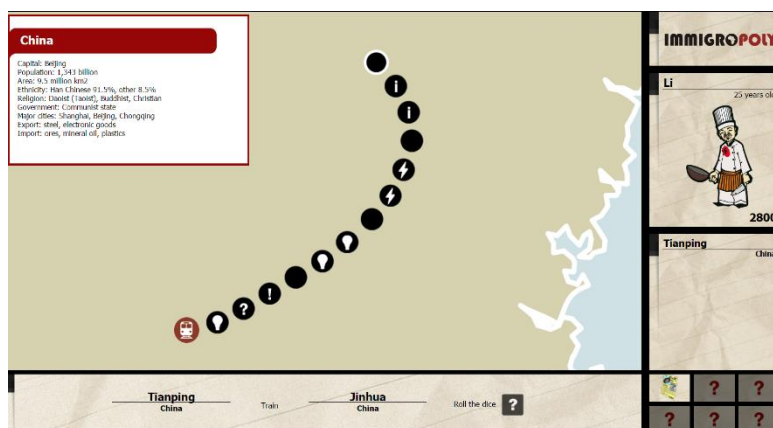 China
Capital: Beijing
Population: 1,343 billion
Area: 9.5 million km2
Ethnicity: Han Chinese 91.5%, other 8.5%
Religion: Daoist (Taoist), Buddhist, Christian
Government: Communist state
Major cities: Shanghai, Beijing, Chongqing
Export: steel, electronic goods
Import: ores, mineral oil, plastics
i
i
?
!
IMMIGROPOLY
Li
25 years old
2800
Tianping
China
Tianping
China
Train
Jinhua
China
Roll the dice
?
? ?
? ? ?